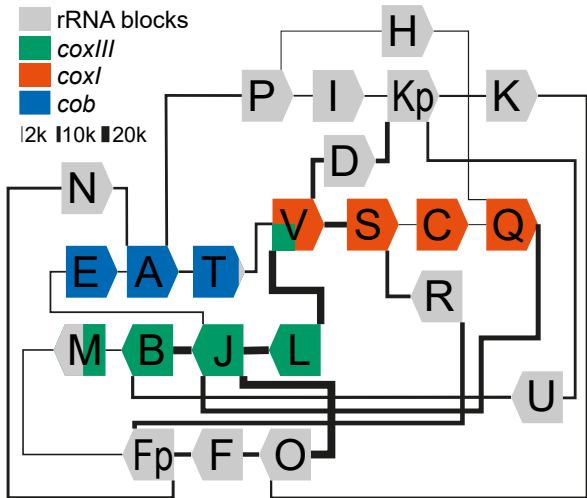 rRNA blocks
coxIII
coxI
cob
2k 10k 20k
H
P I Kp K
D
N
V S C Q
E A T
R
M B J L
U
Fp F O